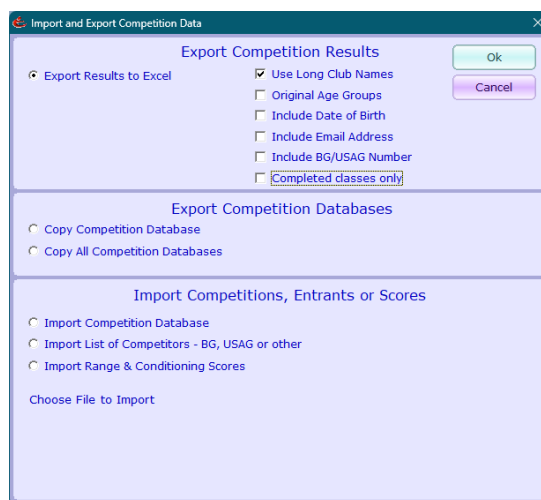 Import and Export Competition Data
Export Competition Results
Ok
Export Results to Excel
Use Long Club Names
Cancel
Original Age Groups
Include Date of Birth
Include Email Address
Include BG/USAG Number
Completed classes only
Export Competition Databases
Copy Competition Database
Copy All Competition Databases
Import Competitions, Entrants or Scores
Import Competition Database
Import List of Competitors - BG, USAG or other
Import Range & Conditioning Scores
Choose File to Import